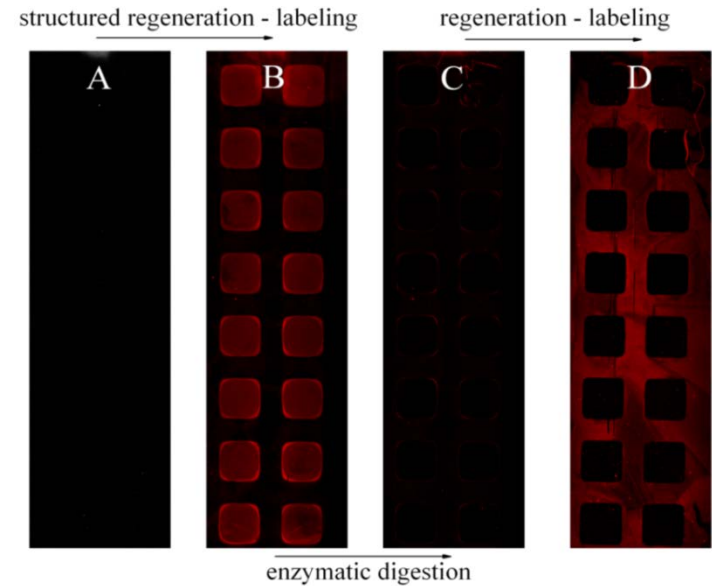 structured regeneration - labeling
regeneration - labeling
A
B
C
D
enzymatic digestion